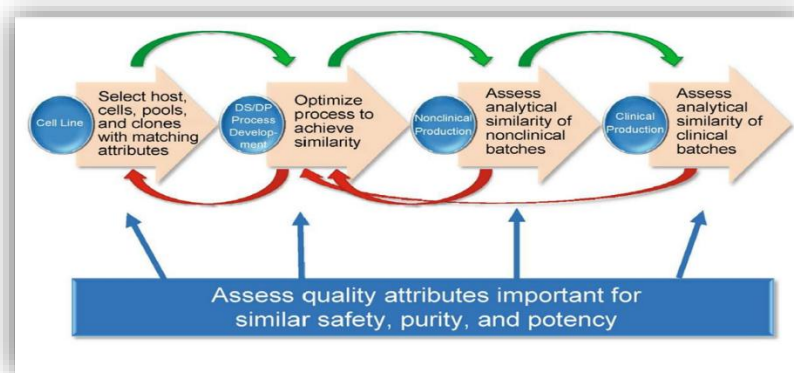 Cell Line
Select host,
cells, pools,
and clones
with matching
attributes
DS/DP
Process
Develop-
ment
Optimize
process to
achieve
similarity
Nonclinical
Production
Assess
analytical
similarity of
nonclinical
batches
Clinical
Production
Assess
analytical
similarity of
clinical
batches
Assess quality attributes important for
similar safety, purity, and potency